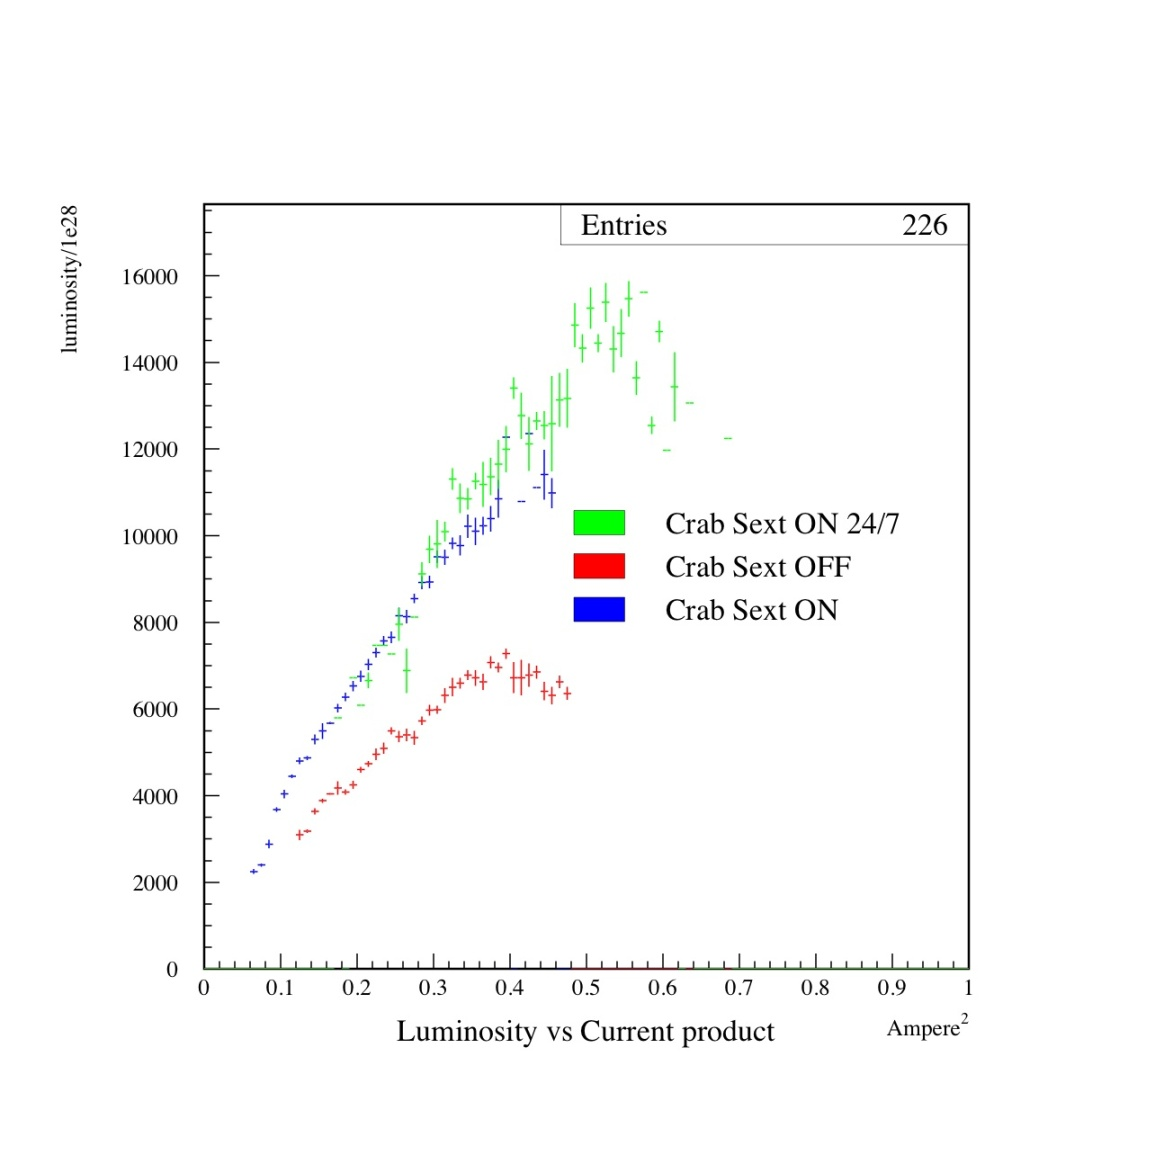 luminosity/1e28
Entries 226
16000
14000
12000
10000
8000
6000
4000
2000
0
Crab Sext ON 24/7
Crab Sext OFF
Crab Sext ON
0 0.1 0.2 0.3 0.4 0.5 0.6 0.7 0.8 0.9 1
Luminosity vs Current product
Ampere²